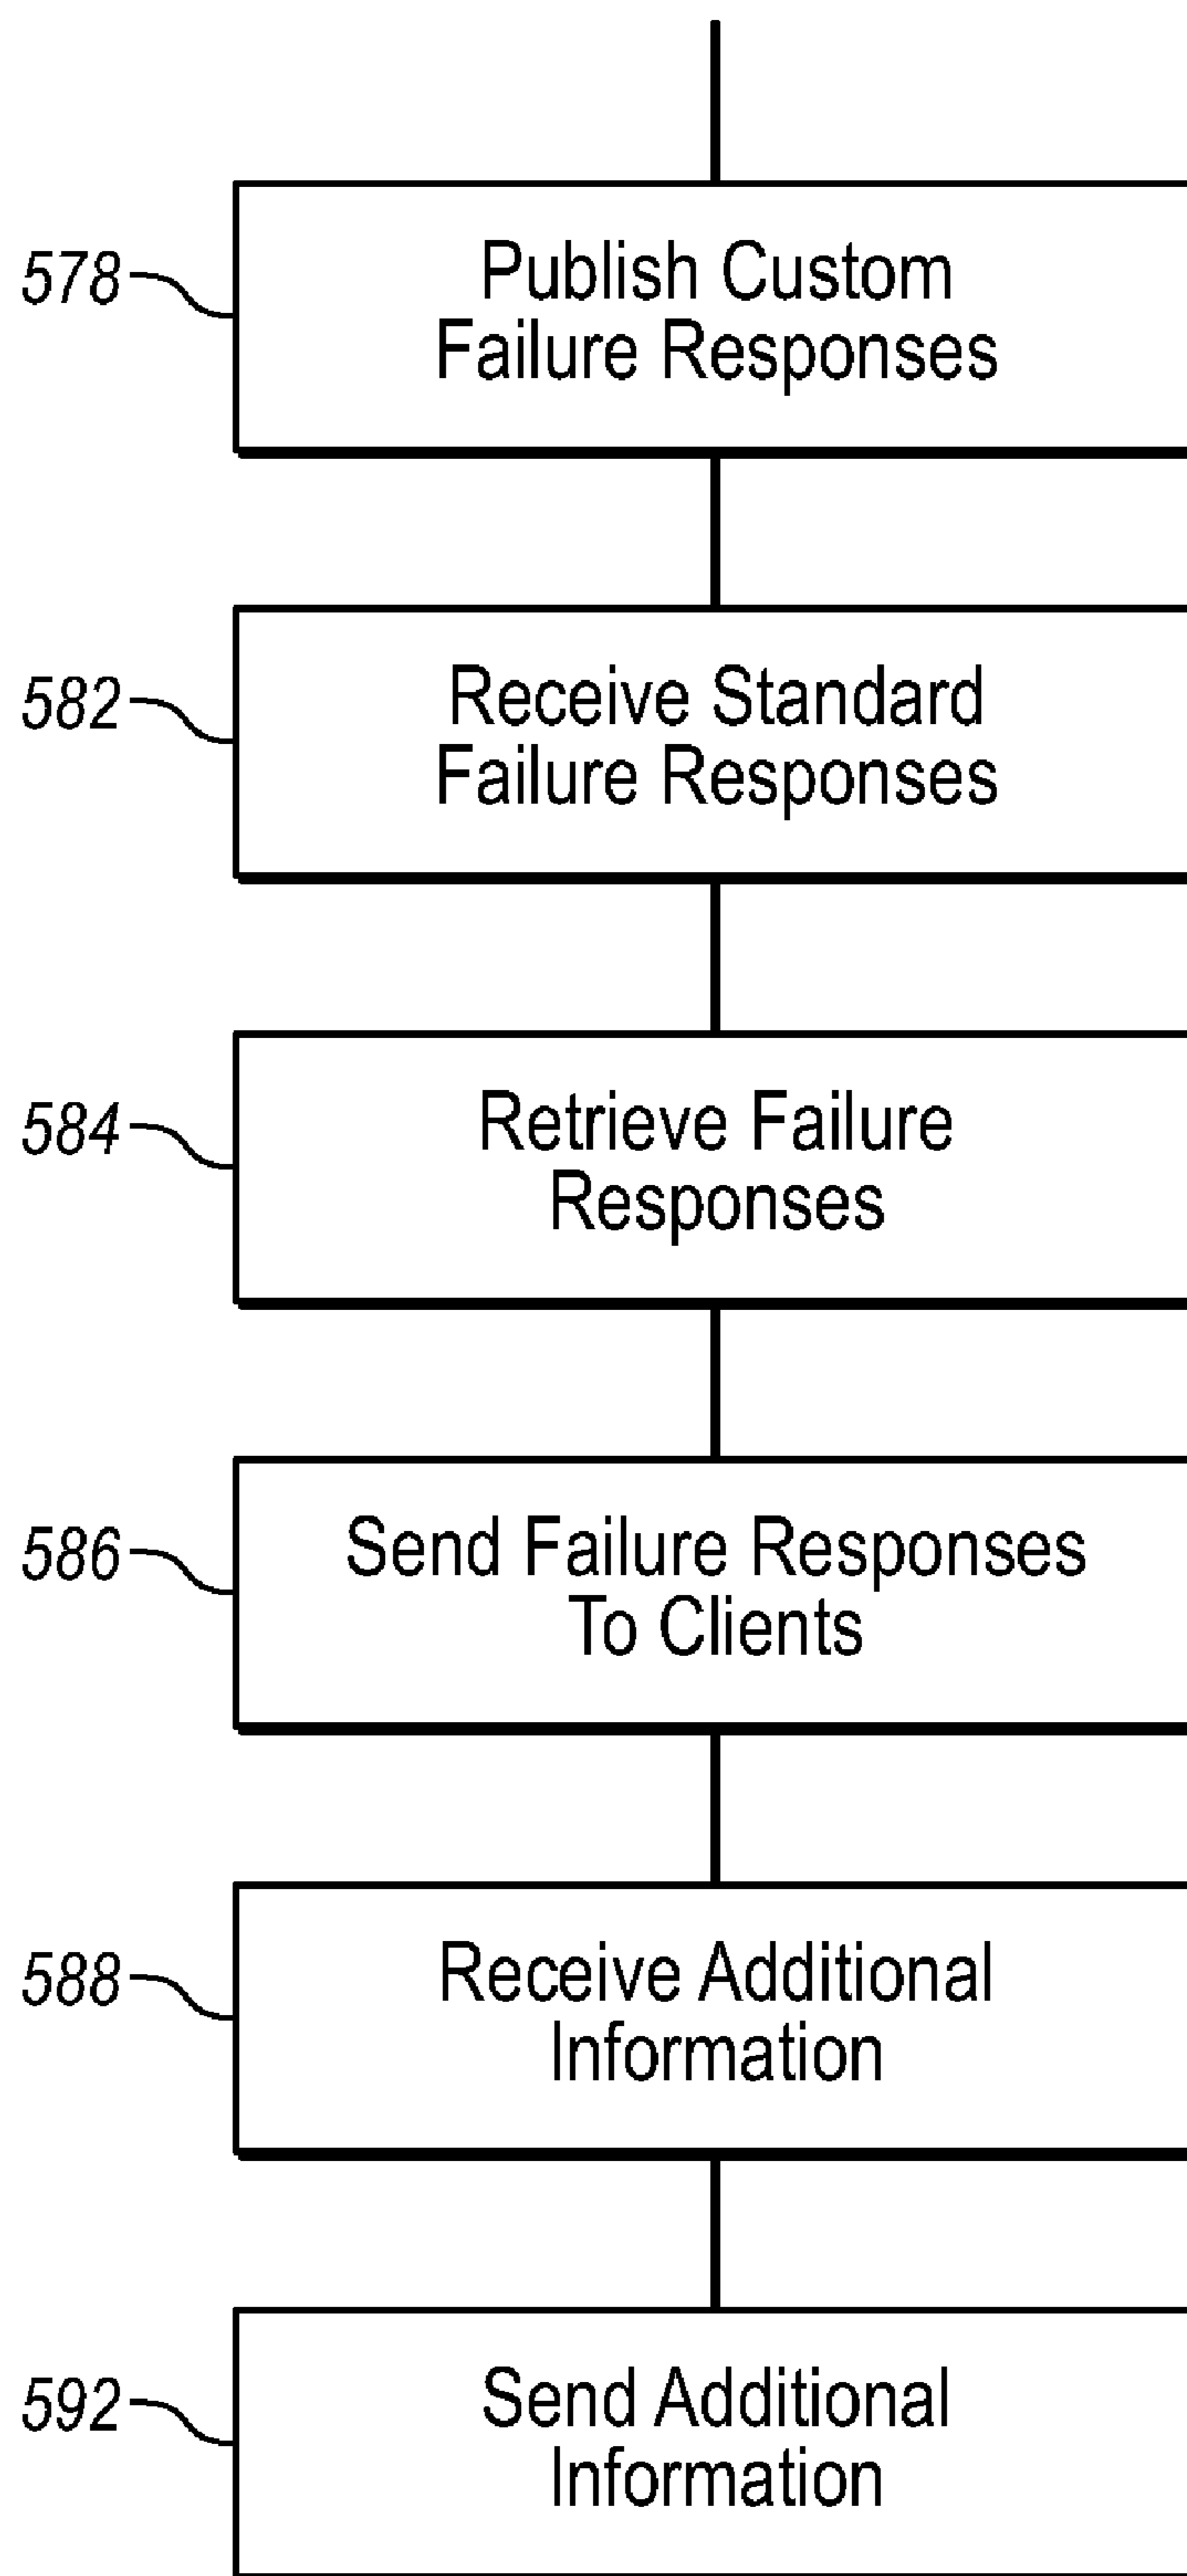 578
Publish Custom
Failure Responses
582
Receive Standard
Failure Responses
584
Retrieve Failure
Responses
586
Send Failure Responses
To Clients
588
Receive Additional
Information
592
Send Additional
Information